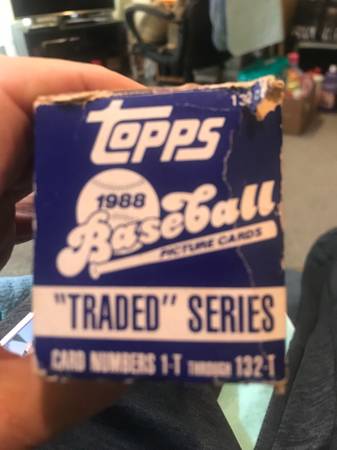 Topps
1988
Baseball
PICTURE CARDS
"TRADED" SERIES
CARD NUMBERS 1-T THROUGH 132-T